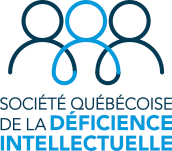 SOCIÉTÉ QUÉBÉCOISE
DE LA DÉFICIENCE
INTELLECTUELLE